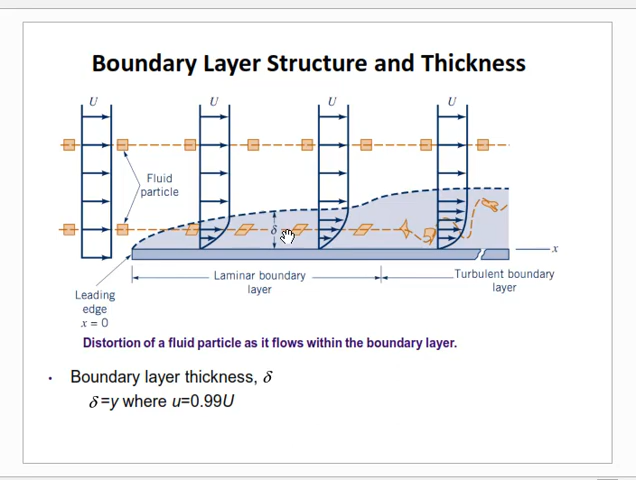 Boundary Layer Structure and Thickness
U U U U
Fluid
particle
δ
x
Laminar boundary
layer
Turbulent boundary
layer
Leading
edge
x = 0
Distortion of a fluid particle as it flows within the boundary layer.
• Boundary layer thickness, δ
δ=y where u=0.99U